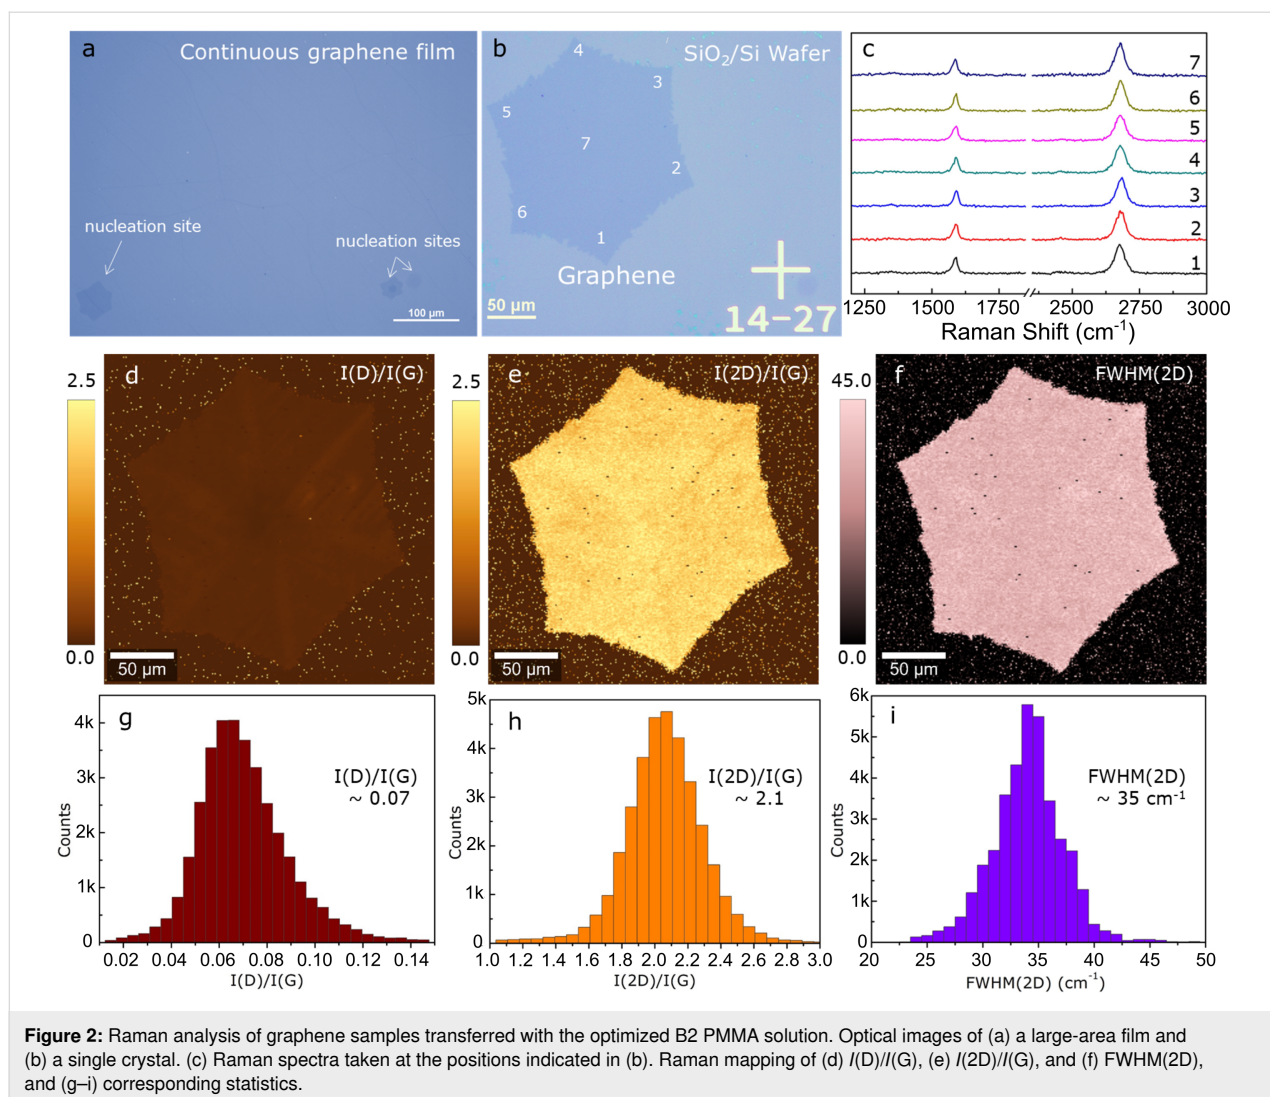 a
Continuous graphene film
nucleation site
nucleation sites
100 µm
b
SiO2/Si Wafer
4
3
5
7
2
6
1
Graphene
50 µm
14-27
c
7
6
5
4
3
2
1
1250 1500 1750 2500 2750 3000
Raman Shift (cm-1)
d
I(D)/I(G)
2.5
0.0
50 µm
e
I(2D)/I(G)
2.5
0.0
50 µm
f
FWHM(2D)
45.0
0.0
50 µm
g
I(D)/I(G)
~ 0.07
Counts
4k
3k
2k
1k
0
0.02 0.04 0.06 0.08 0.10 0.12 0.14
I(D)/I(G)
h
I(2D)/I(G)
~ 2.1
Counts
5k
4k
3k
2k
1k
0
1.0 1.2 1.4 1.6 1.8 2.0 2.2 2.4 2.6 2.8 3.0
I(2D)/I(G)
i
FWHM(2D)
~ 35 cm-1
Counts
6k
5k
4k
3k
2k
1k
0
20 25 30 35 40 45 50
FWHM(2D) (cm-1)
Figure 2: Raman analysis of graphene samples transferred with the optimized B2 PMMA solution. Optical images of (a) a large-area film and
(b) a single crystal. (c) Raman spectra taken at the positions indicated in (b). Raman mapping of (d) I(D)/I(G), (e) I(2D)/I(G), and (f) FWHM(2D),
and (g–i) corresponding statistics.